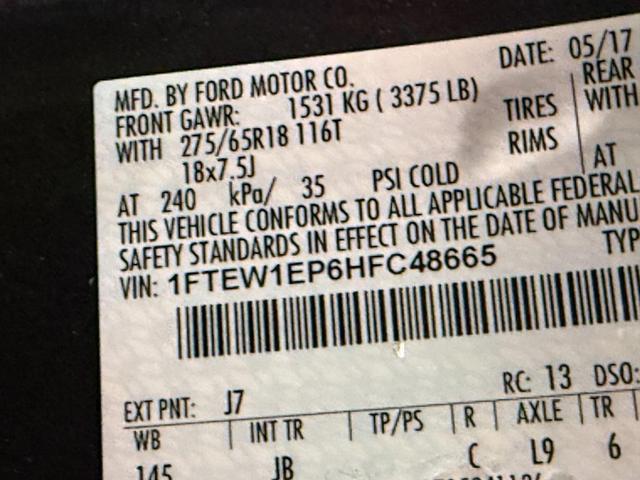 DATE: 05/17
MFD. BY FORD MOTOR CO.
FRONT GAWR: 1531 KG ( 3375 LB) REAR
WITH 275/65R18 116T TIRES WITH
18x7.5J RIMS
AT 240 kPa/ 35 PSI COLD AT
THIS VEHICLE CONFORMS TO ALL APPLICABLE FEDERAL
SAFETY STANDARDS IN EFFECT ON THE DATE OF MANU
VIN: 1FTEW1EP6HFC48665 TYP
EXT PNT: J7 RC: 13 DSO:
WB INT TR TP/PS R AXLE TR
145 JB C L9 6